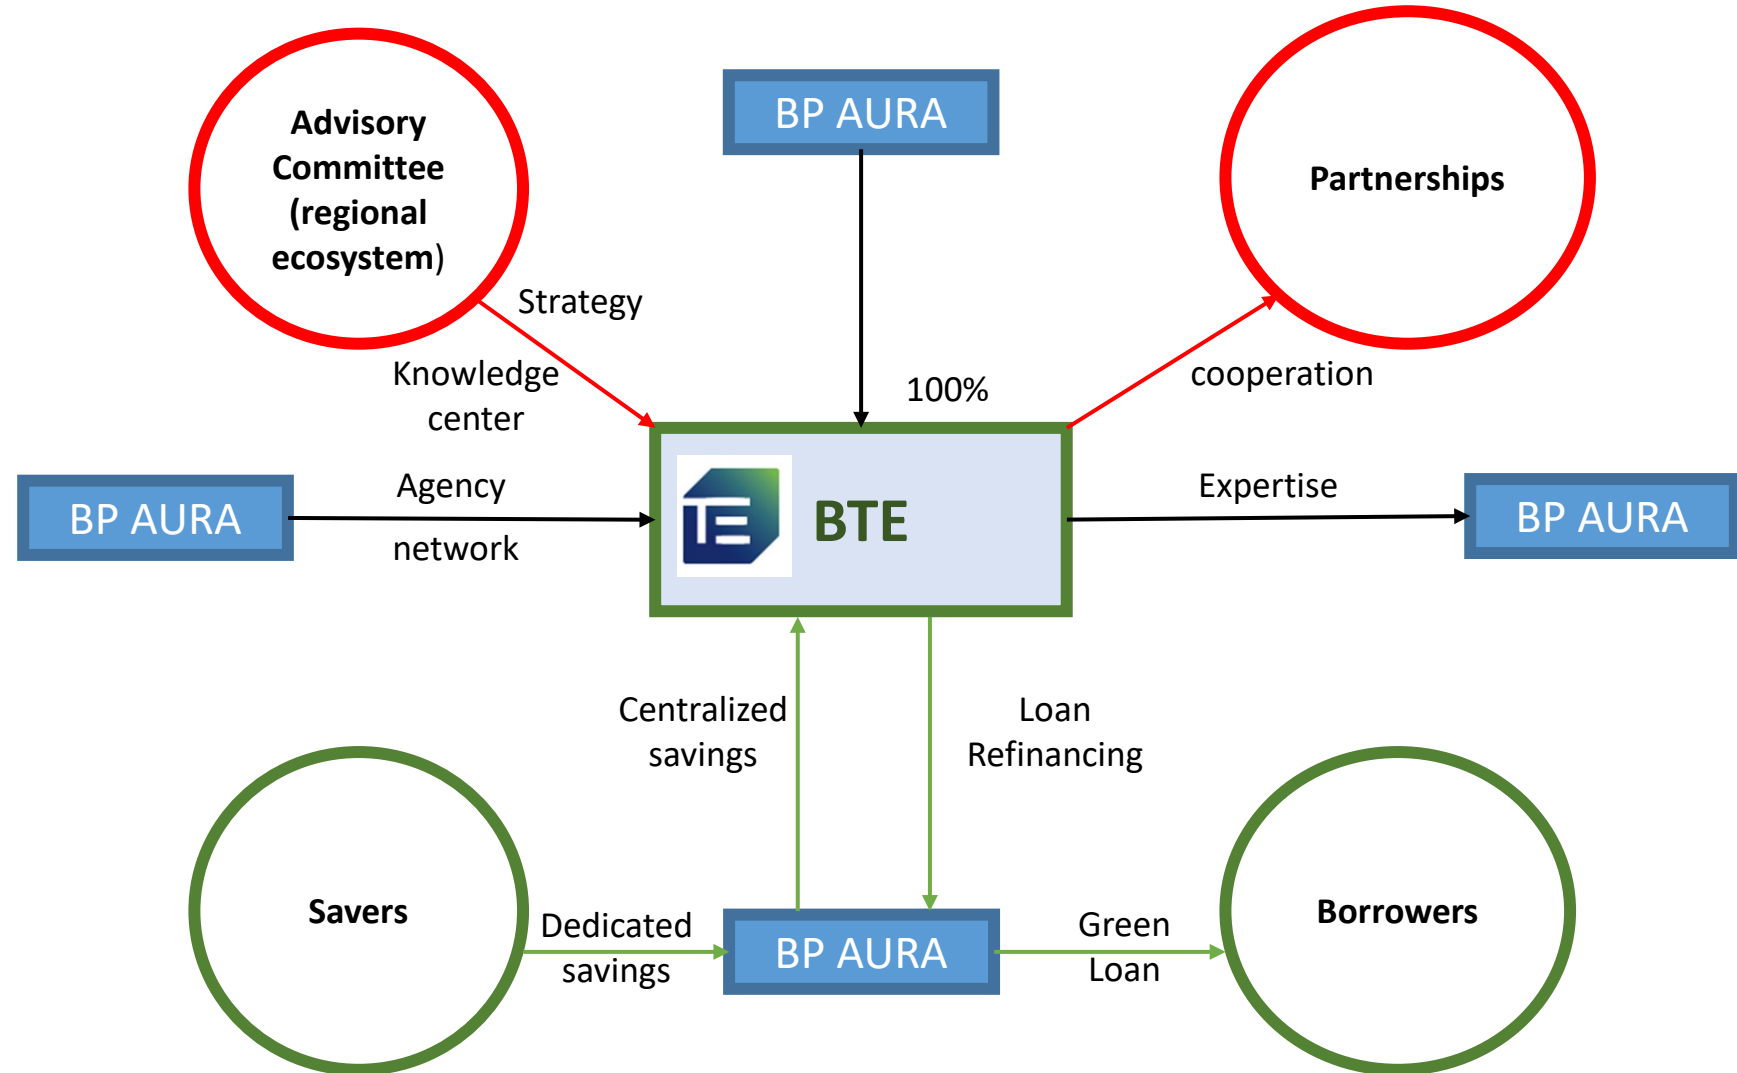 Advisory
Committee
(regional
ecosystem)
BP AURA
Partnerships
Strategy
Knowledge
center
100%
cooperation
BP AURA
Agency
network
TE
BTE
Expertise
BP AURA
Centralized
savings
Loan
Refinancing
Savers
Dedicated
savings
BP AURA
Green
Loan
Borrowers